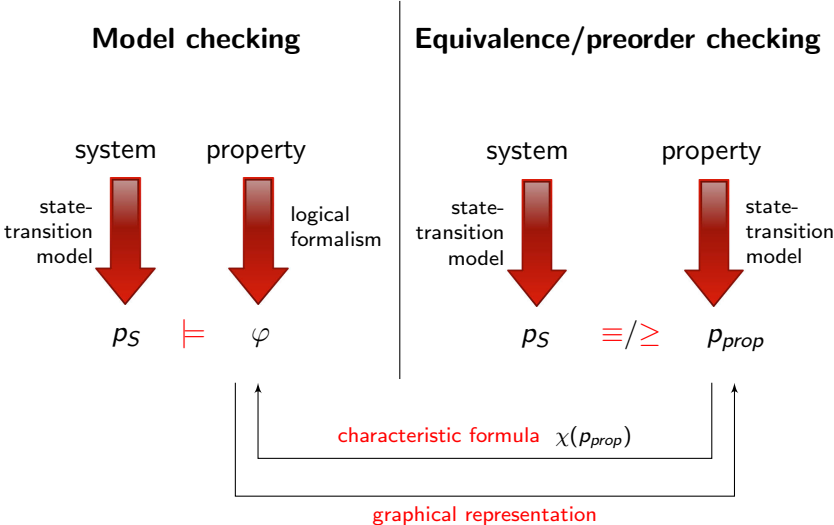 Model checking
Equivalence/preorder checking
system
property
system
property
state-
transition
model
logical
formalism
state-
transition
model
state-
transition
model
p_S ⊨ φ
p_S ≡/≥ p_prop
characteristic formula χ(p_prop)
graphical representation